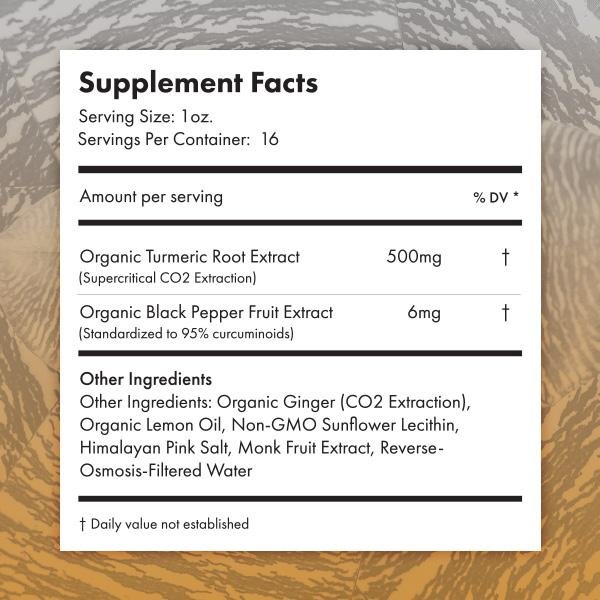 Supplement Facts
Serving Size: 1oz.
Servings Per Container: 16
Amount per serving % DV *
Organic Turmeric Root Extract 500mg †
(Supercritical CO2 Extraction)
Organic Black Pepper Fruit Extract 6mg †
(Standardized to 95% curcuminoids)
Other Ingredients
Other Ingredients: Organic Ginger (CO2 Extraction),
Organic Lemon Oil, Non-GMO Sunflower Lecithin,
Himalayan Pink Salt, Monk Fruit Extract, Reverse-
Osmosis-Filtered Water
† Daily value not established